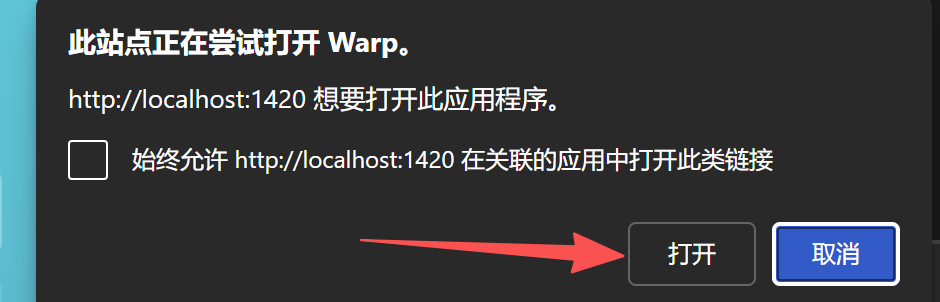 此站点正在尝试打开 Warp。
http://localhost:1420 想要打开此应用程序。
始终允许 http://localhost:1420 在关联的应用中打开此类链接
打开
取消